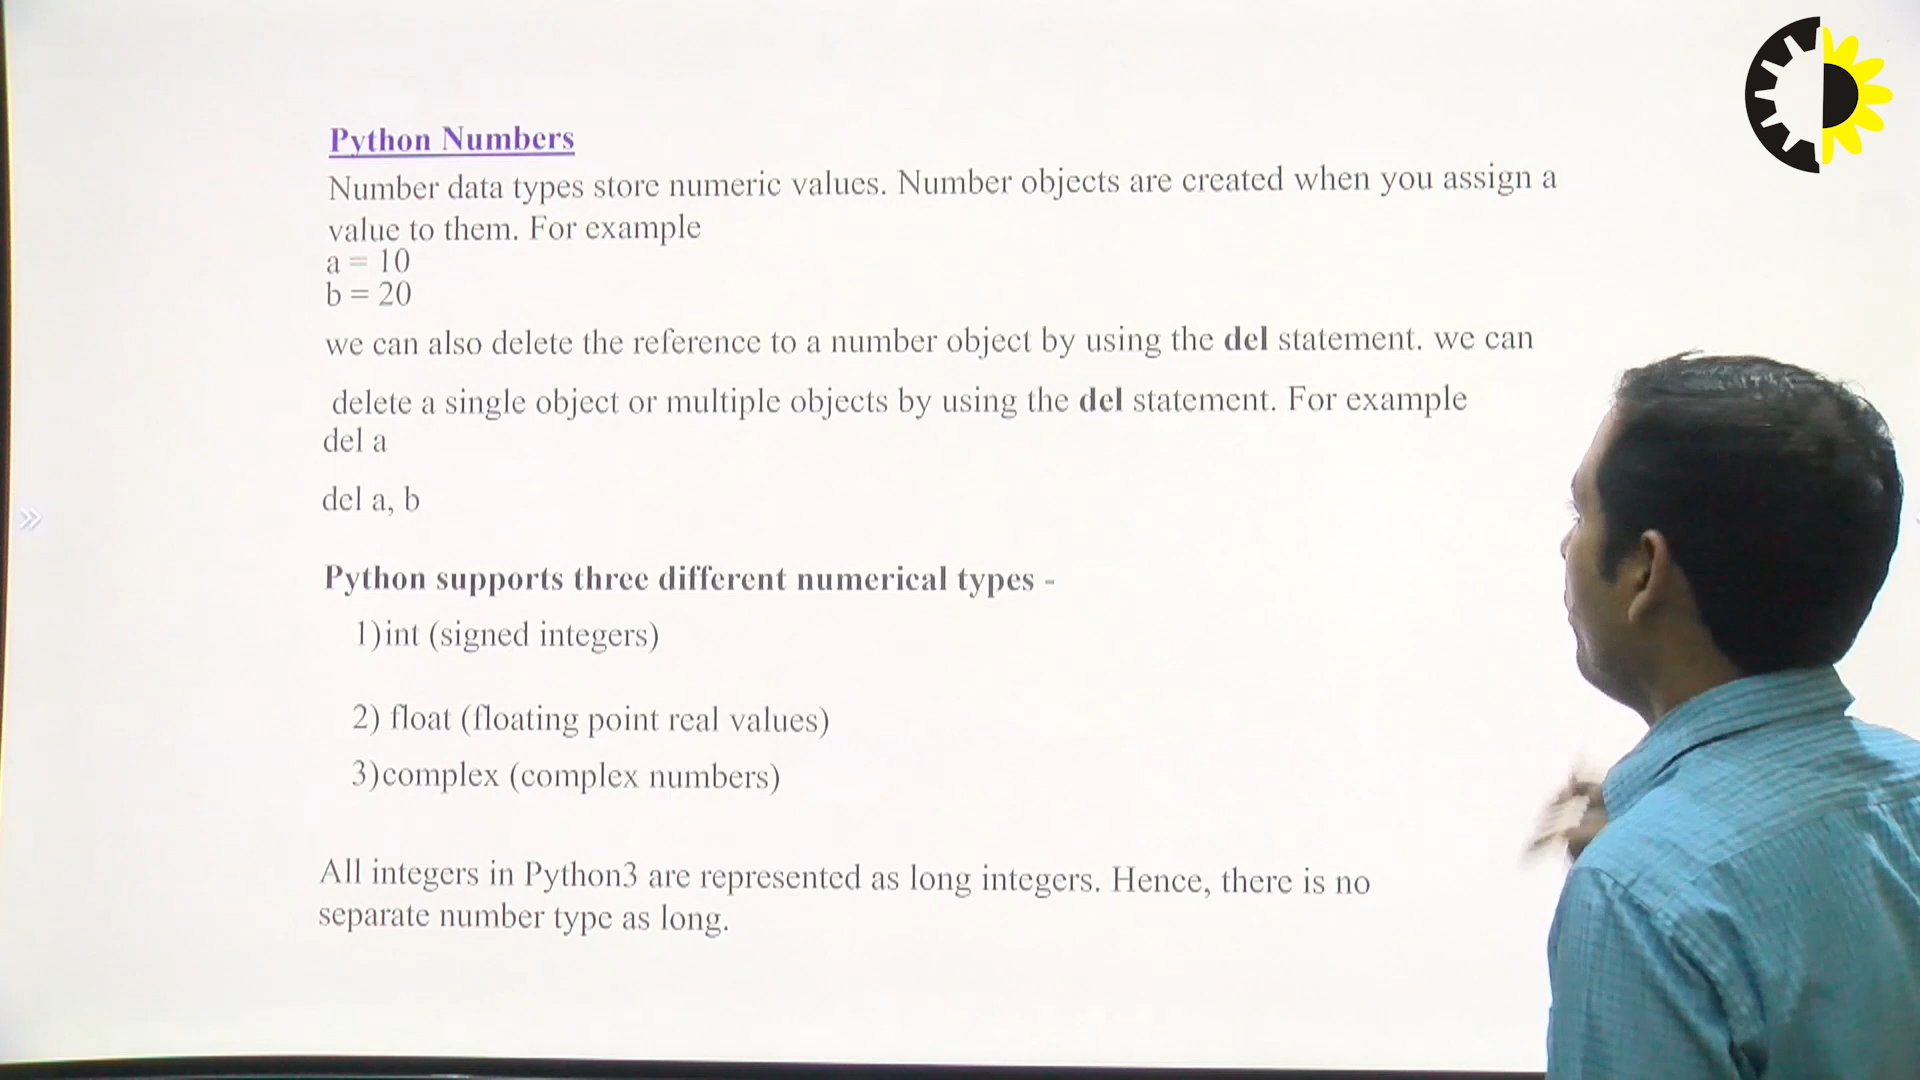 Python Numbers
Number data types store numeric values. Number objects are created when you assign a
value to them. For example
a = 10
b = 20
we can also delete the reference to a number object by using the del statement. we can
delete a single object or multiple objects by using the del statement. For example
del a
del a, b
Python supports three different numerical types -
1)int (signed integers)
2) float (floating point real values)
3)complex (complex numbers)
All integers in Python3 are represented as long integers. Hence, there is no
separate number type as long.